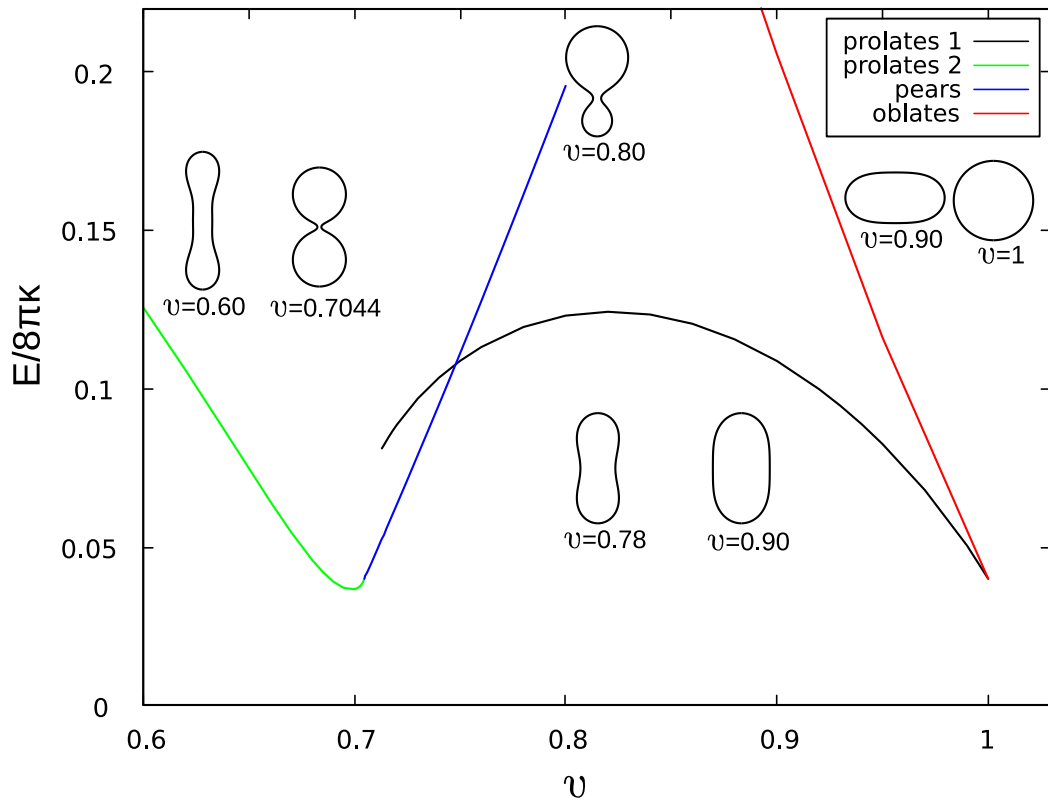 E/8πκ
0.2
0.15
0.1
0.05
0
0.6
0.7
0.8
0.9
1
υ
prolates 1
prolates 2
pears
oblates
υ=0.80
υ=0.60
υ=0.7044
υ=0.90
υ=1
υ=0.78
υ=0.90